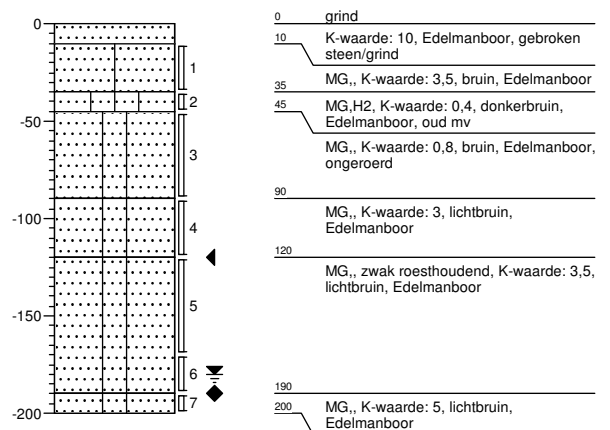 0
-50
-100
-150
-200
1
2
3
4
5
6
7
0 grind
10 K-waarde: 10, Edelmanboor, gebroken
steen/grind
MG,, K-waarde: 3,5, bruin, Edelmanboor
35
45 MG,H2, K-waarde: 0,4, donkerbruin,
Edelmanboor, oud mv
MG,, K-waarde: 0,8, bruin, Edelmanboor,
ongeroerd
90
MG,, K-waarde: 3, lichtbruin,
Edelmanboor
120
MG,, zwak roesthoudend, K-waarde: 3,5,
lichtbruin, Edelmanboor
190
200 MG,, K-waarde: 5, lichtbruin,
Edelmanboor